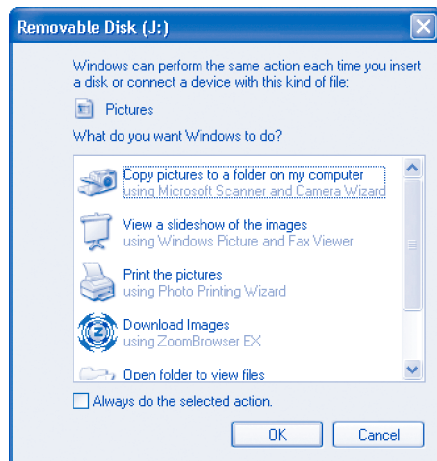 Removable Disk (J:)
Windows can perform the same action each time you insert
a disk or connect a device with this kind of file:
Pictures
What do you want Windows to do?
Copy pictures to a folder on my computer
using Microsoft Scanner and Camera Wizard
View a slideshow of the images
using Windows Picture and Fax Viewer
Print the pictures
using Photo Printing Wizard
Download Images
using ZoomBrowser EX
Open folder to view files
Always do the selected action.
OK
Cancel